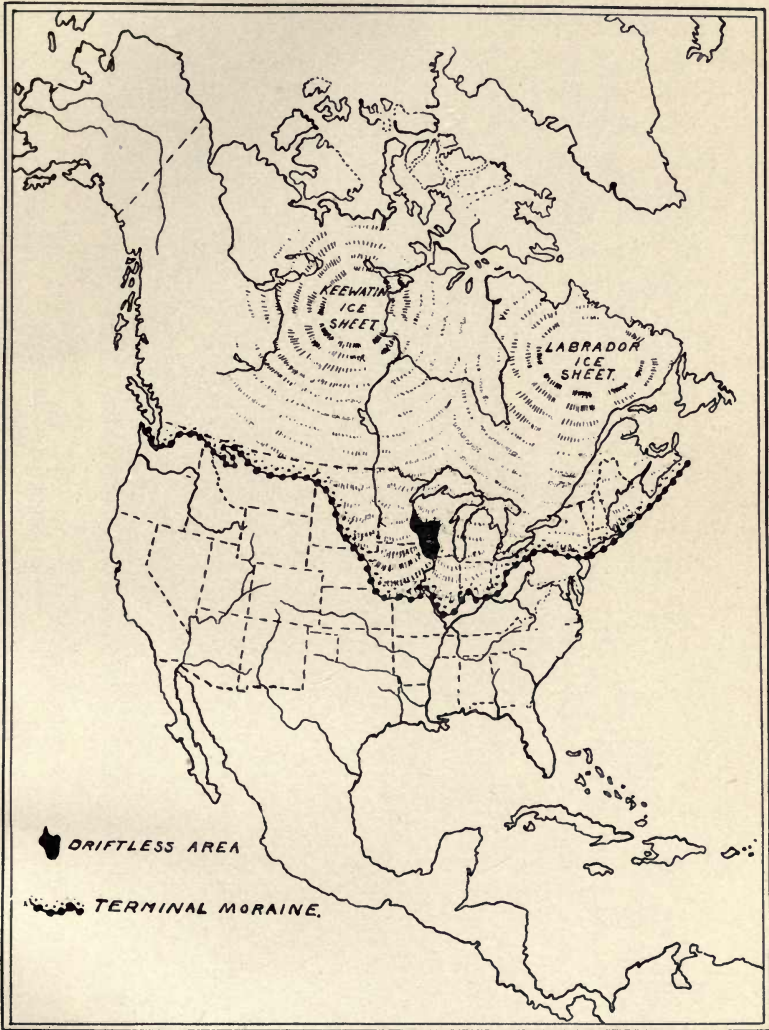 KEEWATIN
ICE
SHEET
LABRADOR
ICE
SHEET.
DRIFTLESS AREA
TERMINAL MORAINE.